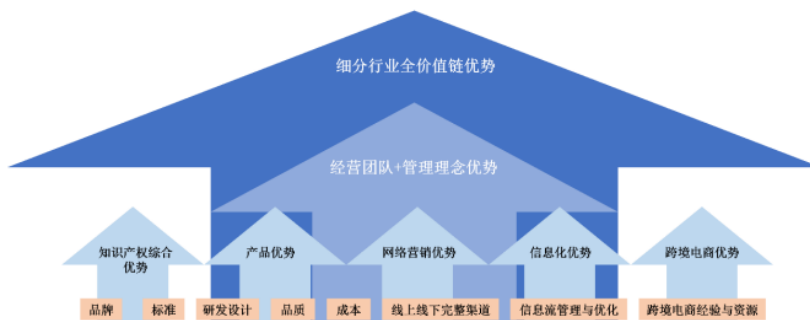 细分行业全价值链优势
经营团队+管理理念优势
知识产权综合
优势
产品优势
网络营销优势
信息化优势
跨境电商优势
品牌
标准
研发设计
品质
成本
线上线下完整渠道
信息流管理与优化
跨境电商经验与资源